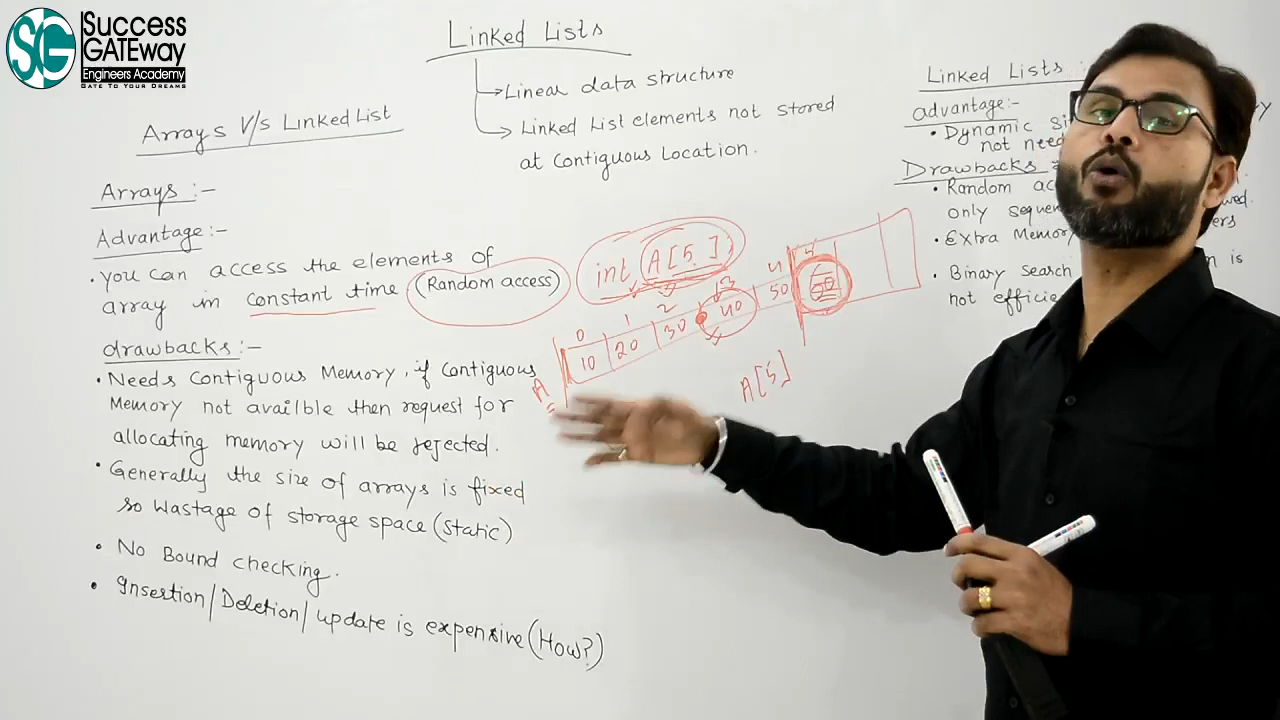 Success
GATEway
Engineers Academy
GATE TO YOUR DREAMS
Linked Lists
Linear data structure
Linked List elements not stored
at contiguous location.
Arrays V/s Linked List
Arrays :-
Advantage:-
• You can access the elements of
array in constant time (Random access)
drawbacks:-
• Needs contiguous Memory, if contiguous
Memory not availble then request for
allocating memory will be rejected.
• Generally the size of arrays is fixed
so wastage of storage space (static)
• No Bound checking.
• Insertion/Deletion/update is expensive (How?)
int A[5]
0 1 2 3 4 5
10 20 30 40 50
A
A[5]
Linked Lists :
advantage:-
• Dynamic
not need
Drawbacks
• Random
only
• Extra Memory
• Binary search is
not